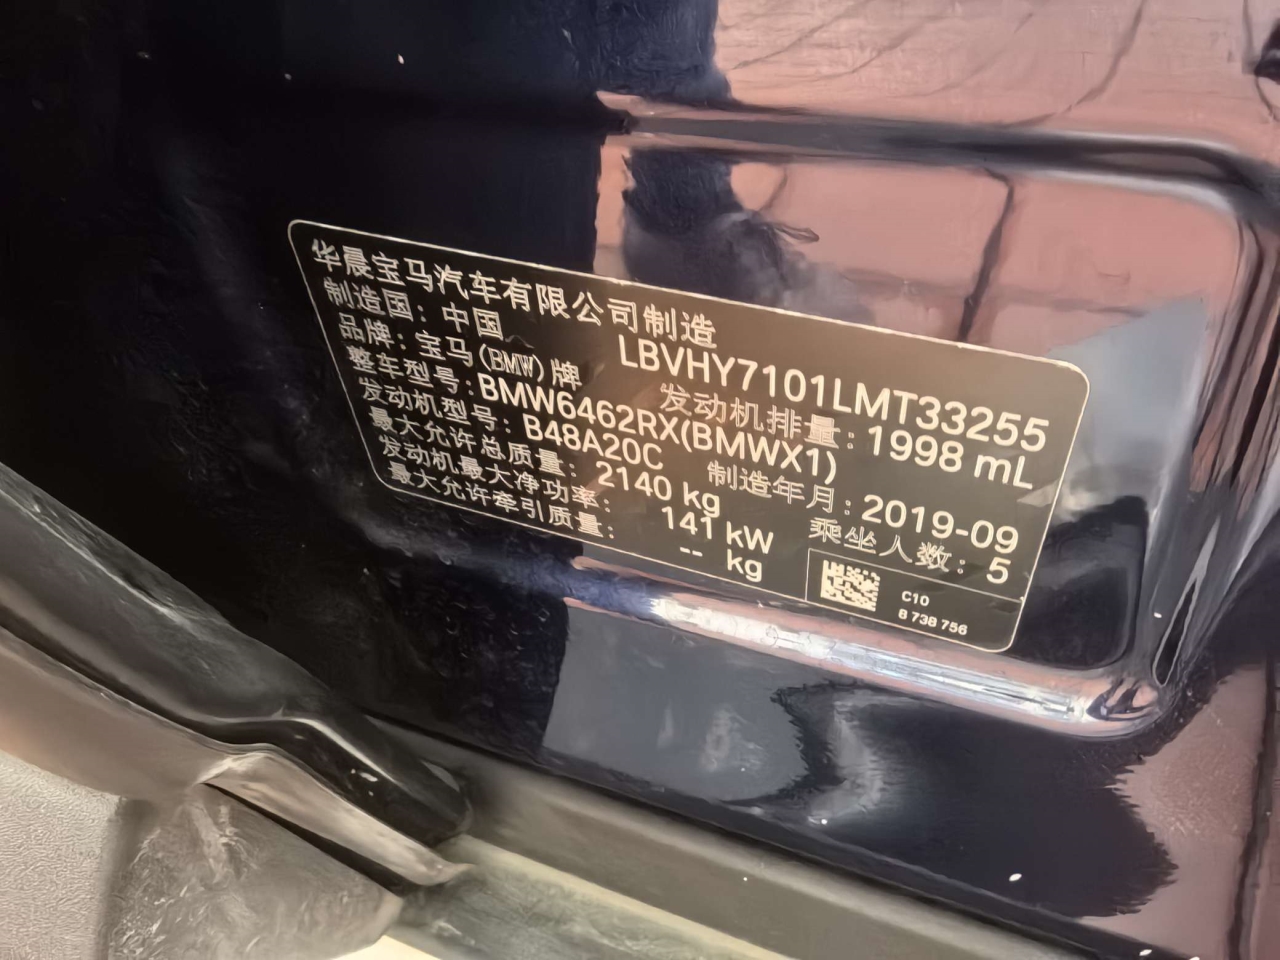 华晨宝马汽车有限公司制造
制造国：中国
LBVHY7101LMT33255
品牌：宝马(BMW)牌
发动机排量：1998 mL
整车型号：BMW6462RX(BMWX1)
发动机型号：B48A20C
制造年月：2019-09
最大允许总质量：2140 kg
乘坐人数：5
发动机最大净功率：141 kW
最大允许牵引质量：-- kg
C10
8 738 756